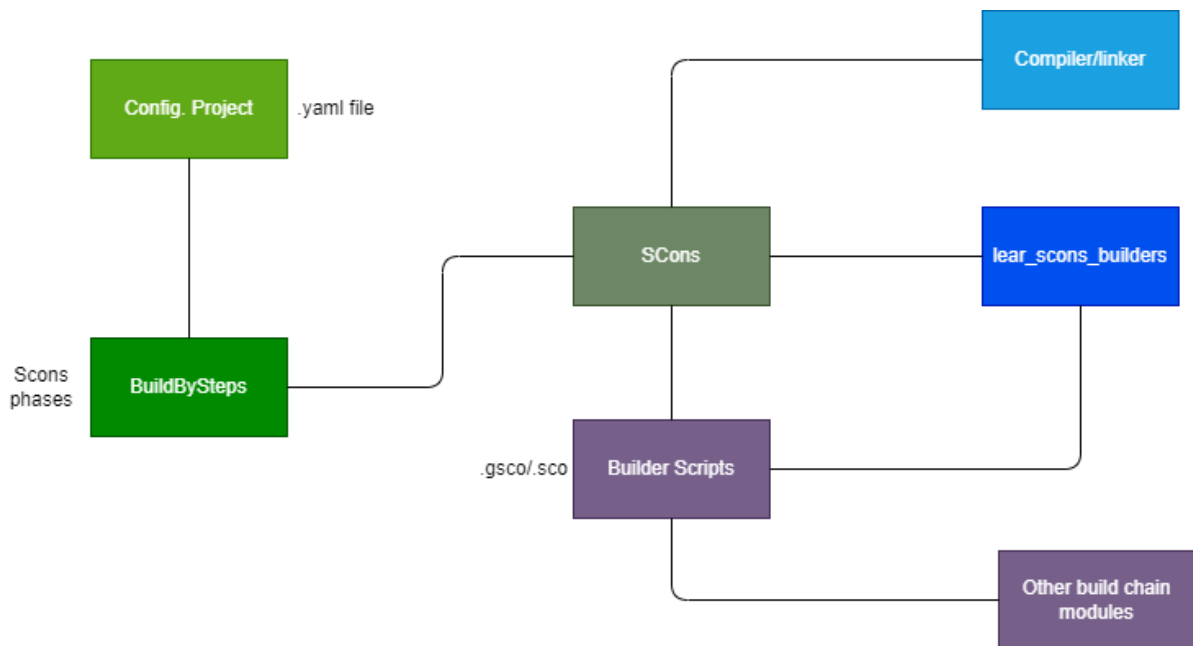 Compiler/linker
Config. Project
.yaml file
SCons
lear_scons_builders
Scons
phases
BuildBySteps
.gsco/.sco
Builder Scripts
Other build chain
modules